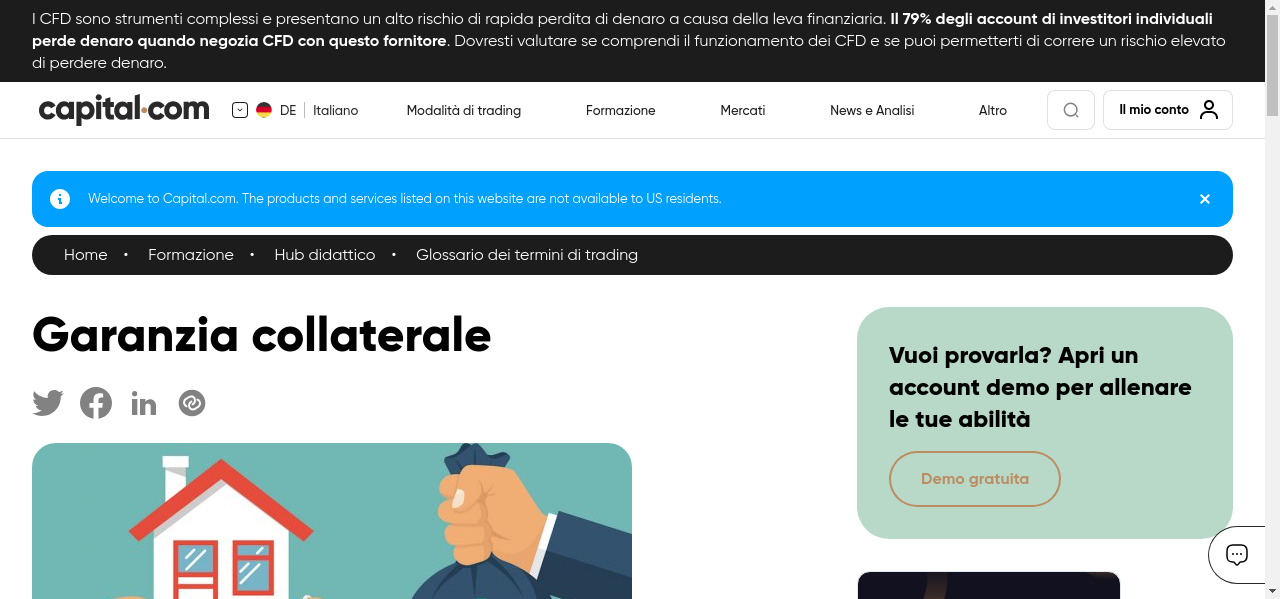 I CFD sono strumenti complessi e presentano un alto rischio di rapida perdita di denaro a causa della leva finanziaria. Il 79% degli account di investitori individuali
perde denaro quando negozia CFD con questo fornitore. Dovresti valutare se comprendi il funzionamento dei CFD e se puoi permetterti di correre un rischio elevato
di perdere denaro.
capital.com DE Italiano Modalità di trading Formazione Mercati News e Analisi Altro Il mio conto
Welcome to Capital.com. The products and services listed on this website are not available to US residents.
Home • Formazione • Hub didattico • Glossario dei termini di trading
Garanzia collaterale
Vuoi provarla? Apri un
account demo per allenare
le tue abilità
Demo gratuita